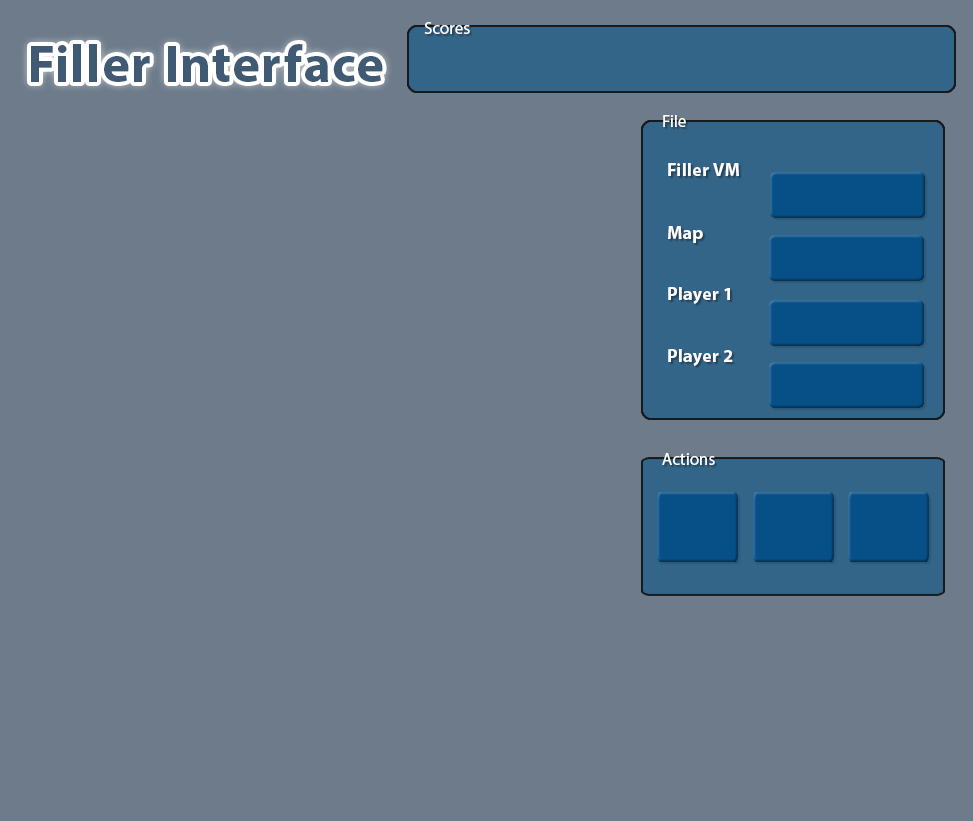 Filler Interface
Scores
File
Filler VM
Map
Player 1
Player 2
Actions